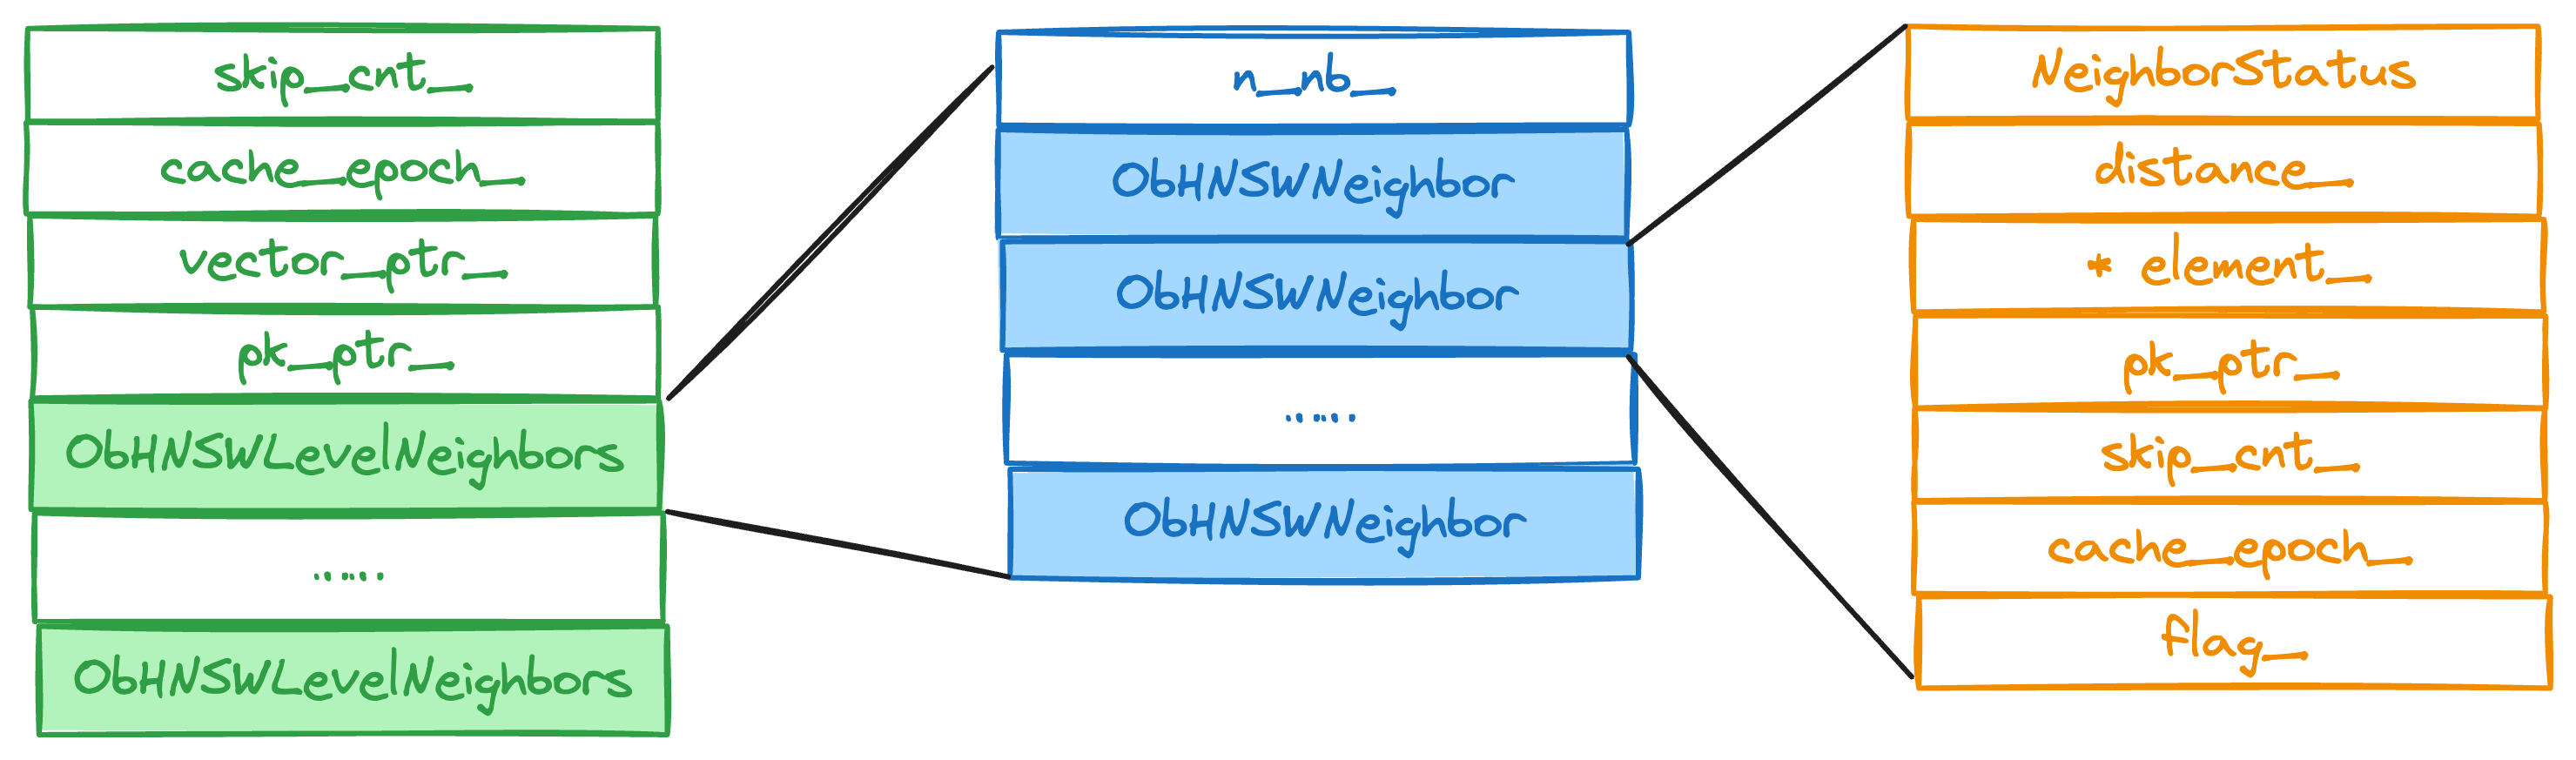 skip_cnt_
cache_epoch_
vector_ptr_
pk_ptr_
ObHNSWLevelNeighbors
......
ObHNSWLevelNeighbors
n_nb_
ObHNSWNeighbor
ObHNSWNeighbor
......
ObHNSWNeighbor
NeighborStatus
distance_
* element_
pk_ptr_
skip_cnt_
cache_epoch_
flag_